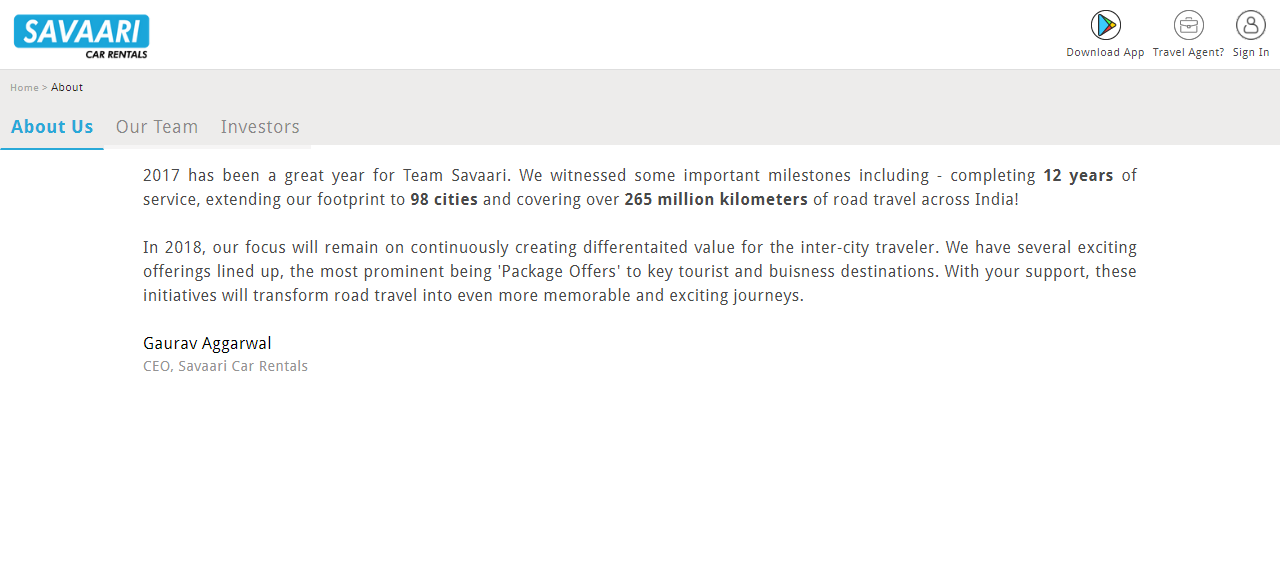 SAVAARI
CAR RENTALS
Download App
Travel Agent?
Sign In
Home > About
About Us
Our Team
Investors
2017 has been a great year for Team Savaari. We witnessed some important milestones including - completing 12 years of
service, extending our footprint to 98 cities and covering over 265 million kilometers of road travel across India!
In 2018, our focus will remain on continuously creating differentaited value for the inter-city traveler. We have several exciting
offerings lined up, the most prominent being 'Package Offers' to key tourist and buisness destinations. With your support, these
initiatives will transform road travel into even more memorable and exciting journeys.
Gaurav Aggarwal
CEO, Savaari Car Rentals